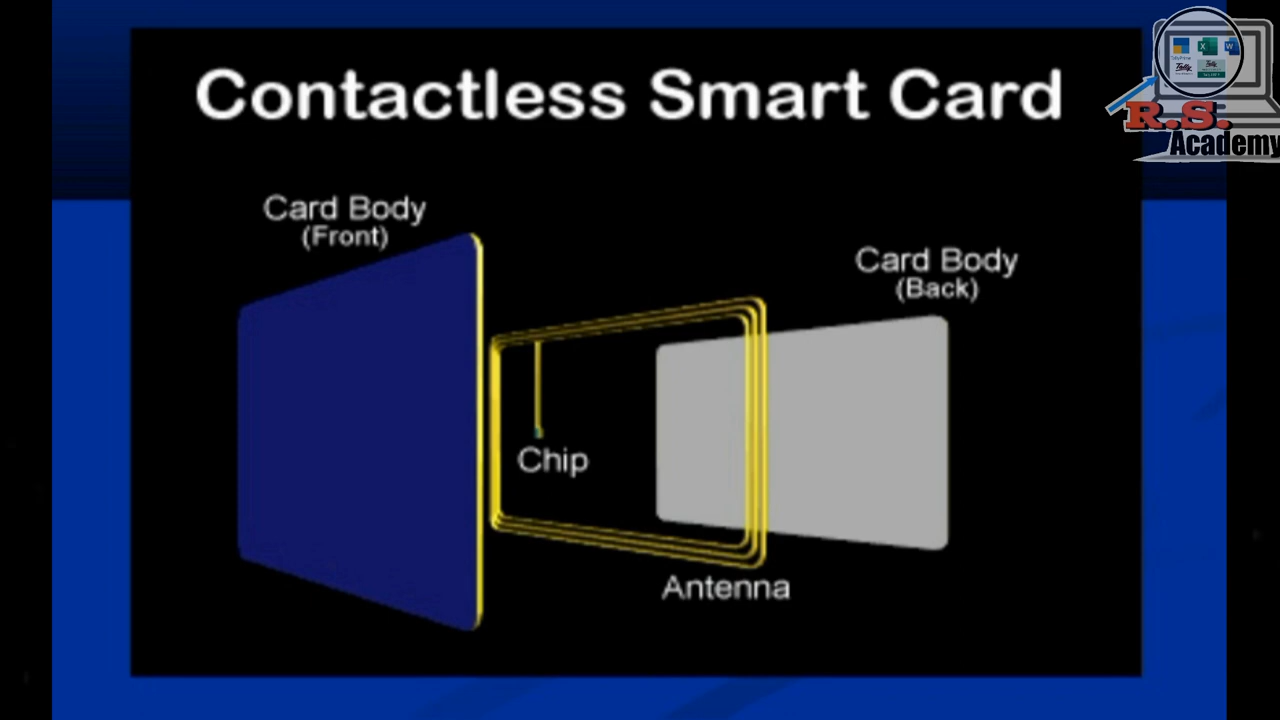 Contactless Smart Card
Card Body
(Front)
Card Body
(Back)
Chip
Antenna
R.S.
Academy